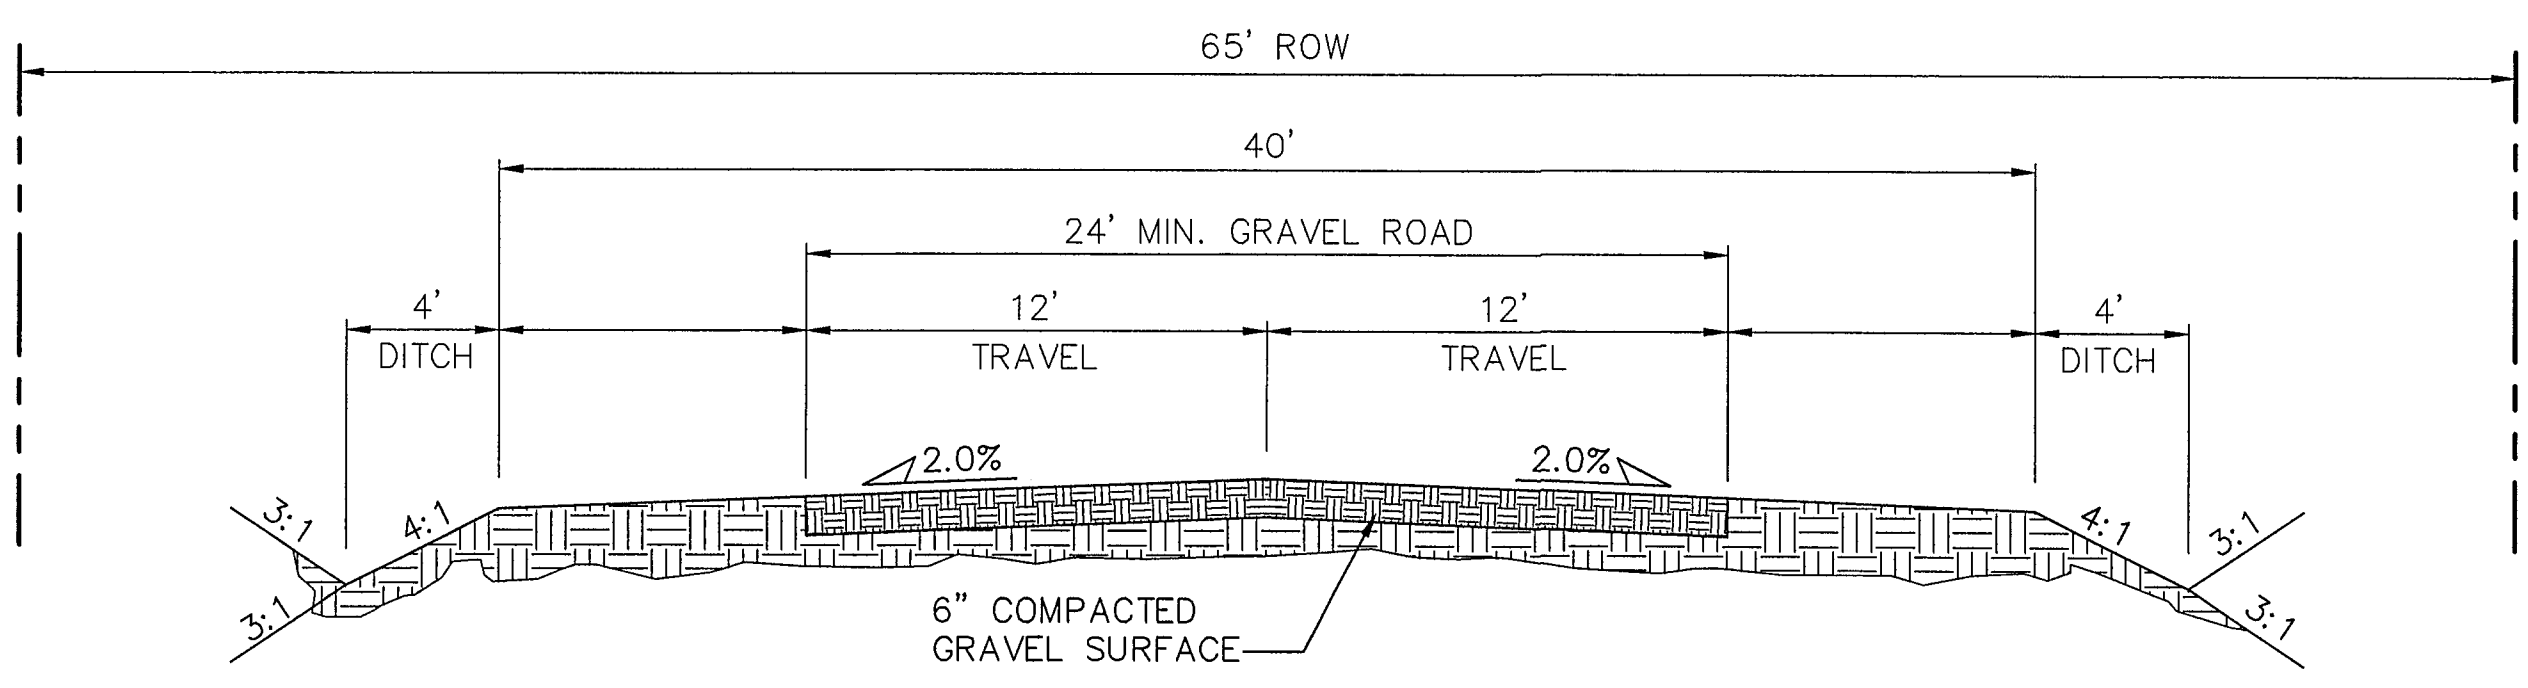 65' ROW
40'
24' MIN. GRAVEL ROAD
4'
12'
12'
4'
DITCH
TRAVEL
TRAVEL
DITCH
2.0%
2.0%
3:1
4:1
4:1
3:1
3:1
3:1
6" COMPACTED
GRAVEL SURFACE